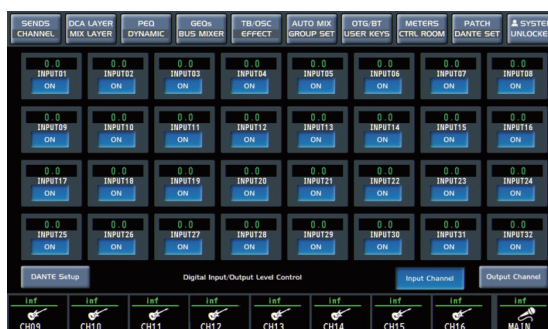 SENDS DCA LAYER PEQ GEQs TB/OSC AUTO MIX OTG/BT METERS PATCH SYSTE
CHANNEL MIX LAYER DYNAMIC BUS MIXER EFFECT GROUP SET USER KEYS CTRL ROOM DANTE SET UNLOCKE
0.0 0.0 0.0 0.0 0.0 0.0 0.0 0.0
INPUT01 INPUT02 INPUT03 INPUT04 INPUT05 INPUT06 INPUT07 INPUT08
ON ON ON ON ON ON ON ON
0.0 0.0 0.0 0.0 0.0 0.0 0.0 0.0
INPUT09 INPUT10 INPUT11 INPUT12 INPUT13 INPUT14 INPUT15 INPUT16
ON ON ON ON ON ON ON ON
0.0 0.0 0.0 0.0 0.0 0.0 0.0 0.0
INPUT17 INPUT18 INPUT19 INPUT20 INPUT21 INPUT22 INPUT23 INPUT24
ON ON ON ON ON ON ON ON
0.0 0.0 0.0 0.0 0.0 0.0 0.0 0.0
INPUT25 INPUT26 INPUT27 INPUT28 INPUT29 INPUT30 INPUT31 INPUT32
ON ON ON ON ON ON ON ON
DANTE Setup Digital Input/Output Level Control Input Channel Output Channel
inf inf inf inf inf inf inf inf inf
CH09 CH10 CH11 CH12 CH13 CH14 CH15 CH16 MAIN